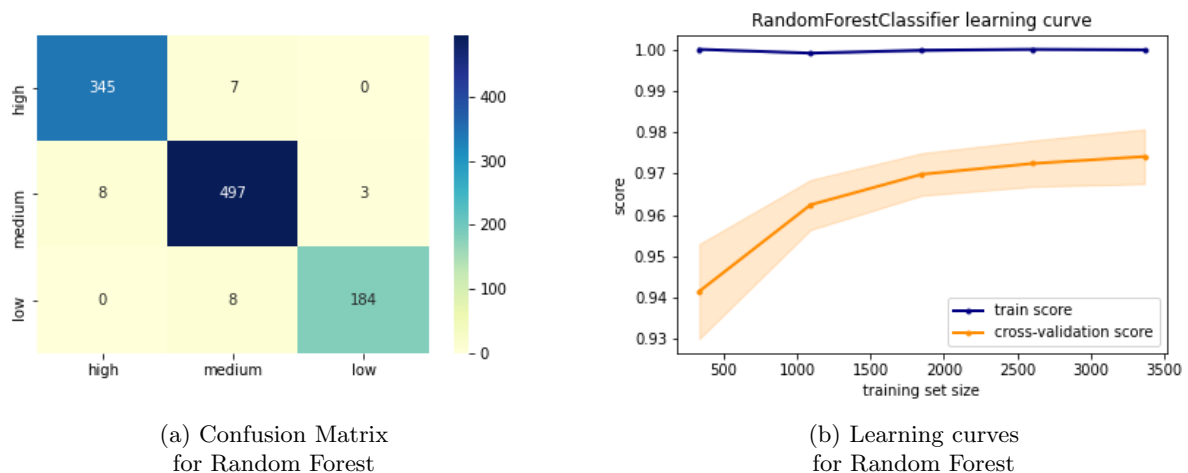 high
medium
low
345 7 0
8 497 3
0 8 184
high medium low
400
300
200
100
0
(a) Confusion Matrix
for Random Forest
RandomForestClassifier learning curve
score
1.00
0.99
0.98
0.97
0.96
0.95
0.94
0.93
train score
cross-validation score
500 1000 1500 2000 2500 3000 3500
training set size
(b) Learning curves
for Random Forest